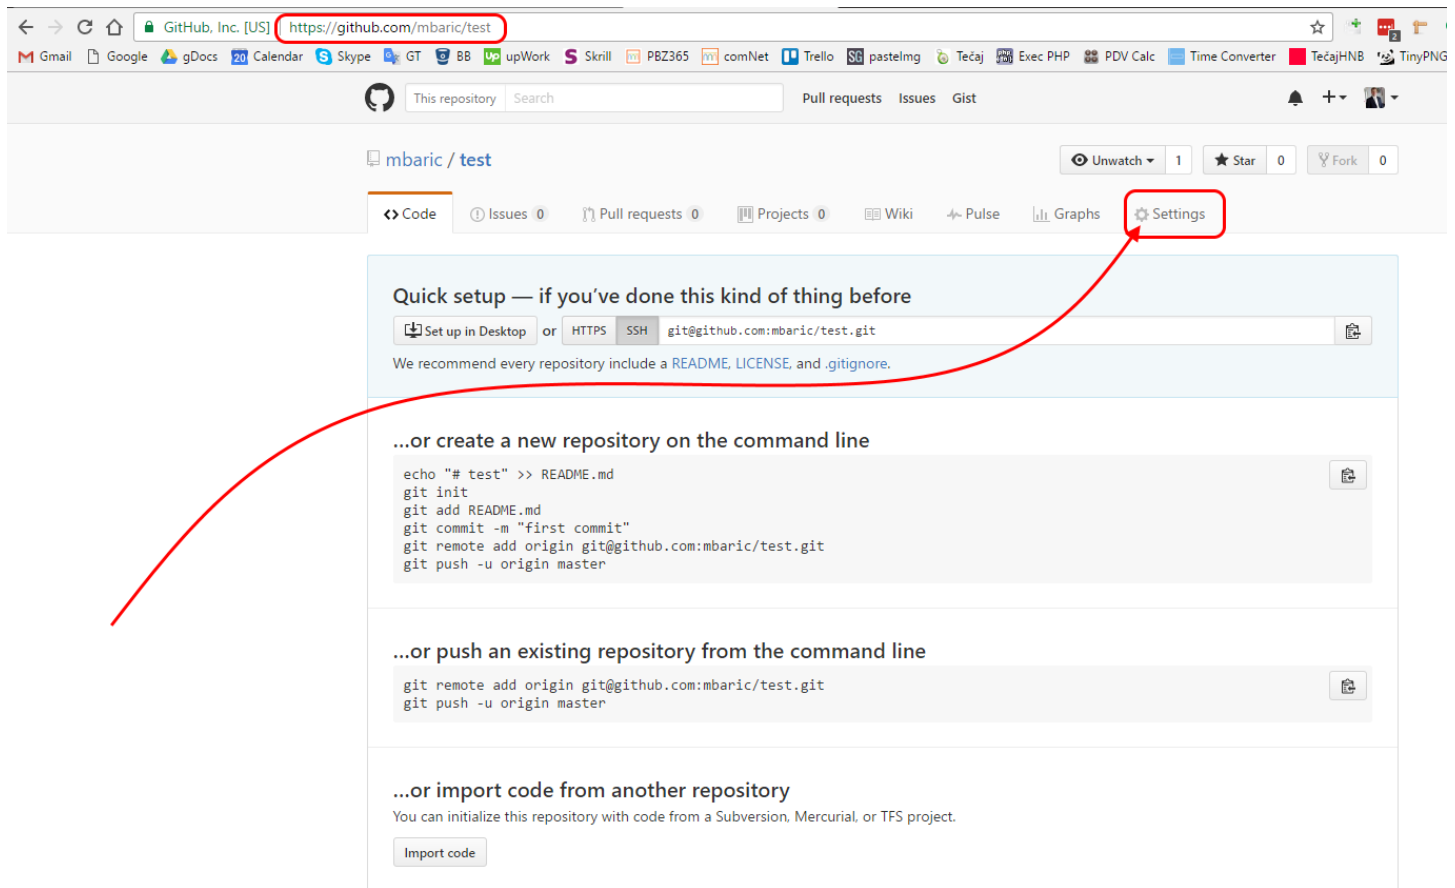 GitHub, Inc. [US] https://github.com/mbaric/test
2
Gmail Google gDocs 20 Calendar Skype GT BB Up upWork Skrill PBZ365 comNet Trello SG pasteImg Tečaj Exec PHP PDV Calc Time Converter TečajHNB TinyPNG
This repository Search Pull requests Issues Gist
mbaric / test Unwatch 1 Star 0 Fork 0
Code Issues 0 Pull requests 0 Projects 0 Wiki Pulse Graphs Settings
Quick setup — if you've done this kind of thing before
Set up in Desktop or HTTPS SSH git@github.com:mbaric/test.git
We recommend every repository include a README, LICENSE, and .gitignore.
…or create a new repository on the command line
echo "# test" >> README.md
git init
git add README.md
git commit -m "first commit"
git remote add origin git@github.com:mbaric/test.git
git push -u origin master
…or push an existing repository from the command line
git remote add origin git@github.com:mbaric/test.git
git push -u origin master
…or import code from another repository
You can initialize this repository with code from a Subversion, Mercurial, or TFS project.
Import code